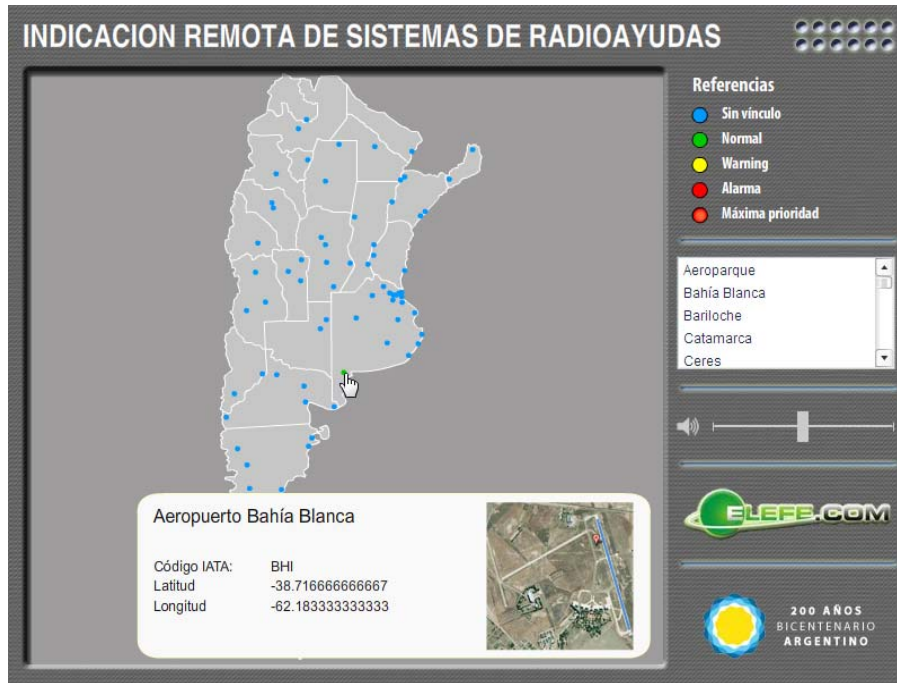 INDICACION REMOTA DE SISTEMAS DE RADIOAYUDAS
Referencias
Sin vínculo
Normal
Warning
Alarma
Máxima prioridad
Aeroparque
Bahía Blanca
Bariloche
Catamarca
Ceres
ELEFE.COM
200 AÑOS
BICENTENARIO
ARGENTINO
Aeropuerto Bahía Blanca
Código IATA: BHI
Latitud -38.716666666667
Longitud -62.183333333333